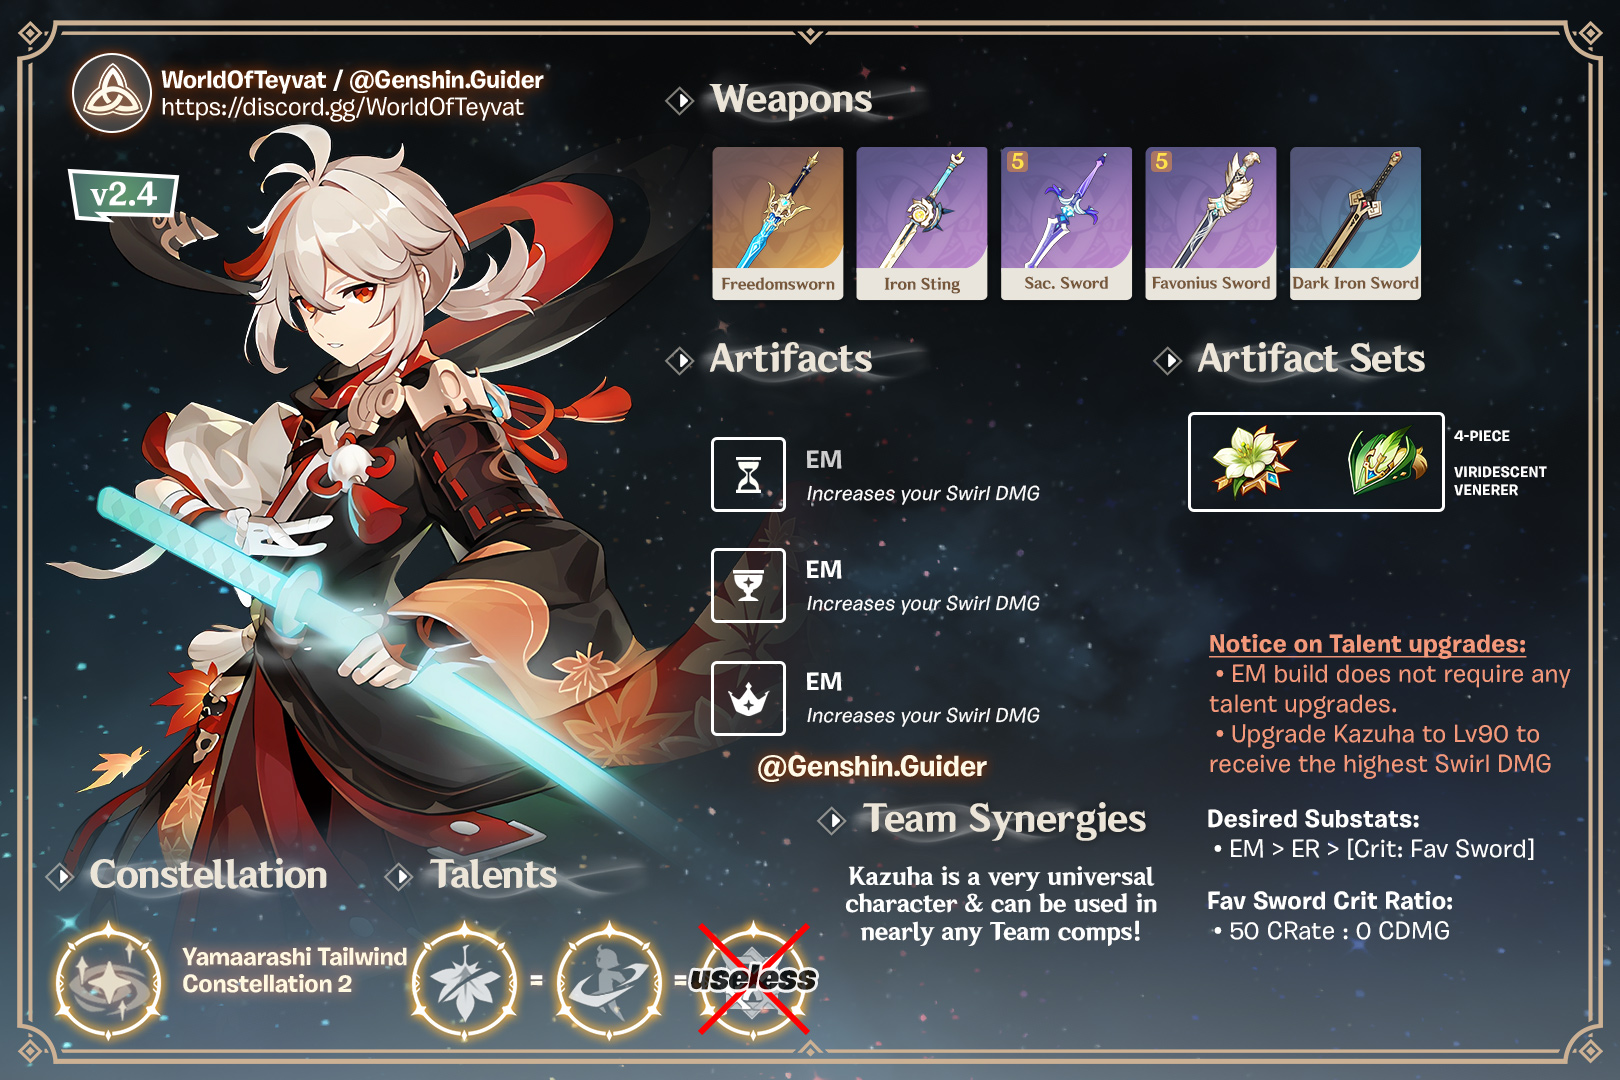 WorldOfTeyvat / @Genshin.Guider
https://discord.gg/WorldOfTeyvat
v2.4
Weapons
Freedomsworn
Iron Sting
5
Sac. Sword
5
Favonius Sword
Dark Iron Sword
Artifacts
EM
Increases your Swirl DMG
EM
Increases your Swirl DMG
EM
Increases your Swirl DMG
@Genshin.Guider
Artifact Sets
4-PIECE
VIRIDESCENT
VENERER
Notice on Talent upgrades:
• EM build does not require any
talent upgrades.
• Upgrade Kazuha to Lv90 to
receive the highest Swirl DMG
Desired Substats:
• EM > ER > [Crit: Fav Sword]
Fav Sword Crit Ratio:
• 50 CRate : 0 CDMG
Team Synergies
Kazuha is a very universal
character & can be used in
nearly any Team comps!
Constellation
Yamaarashi Tailwind
Constellation 2
Talents
= = useless